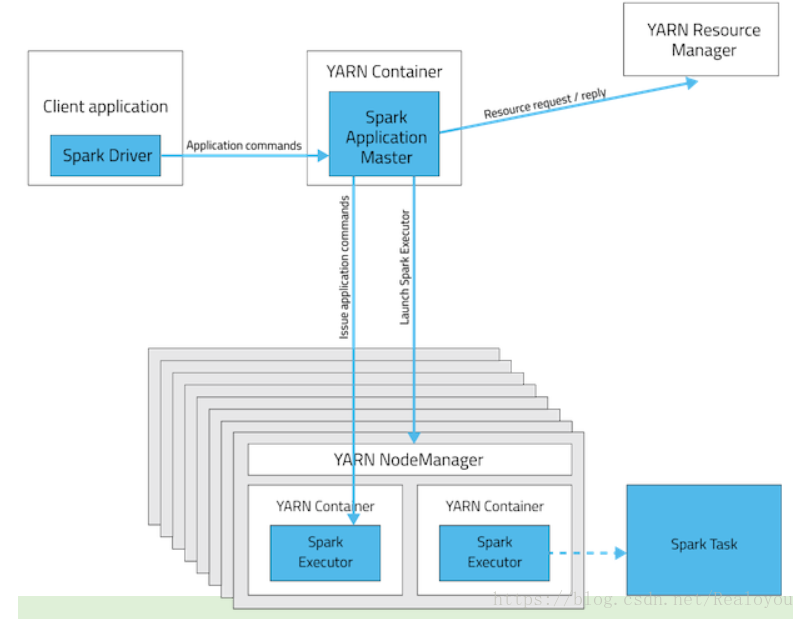 YARN Resource
Manager
YARN Container
Client application
Spark
Application
Master
Resource request / reply
Spark Driver
Application commands
Issue application commands
Launch Spark Executor
YARN NodeManager
YARN Container
YARN Container
Spark
Executor
Spark
Executor
Spark Task
https://blog.csdn.net/Realoyou